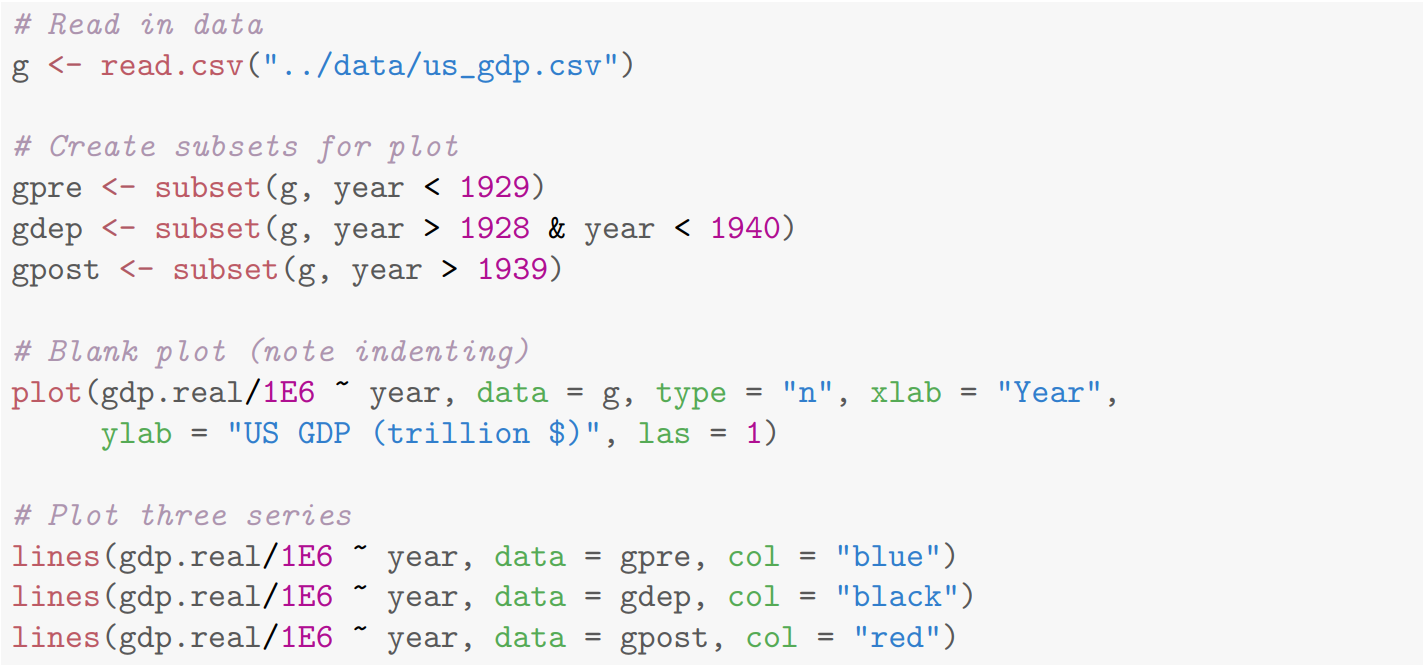 # Read in data
g <- read.csv("../data/us_gdp.csv")
# Create subsets for plot
gpre <- subset(g, year < 1929)
gdep <- subset(g, year > 1928 & year < 1940)
gpost <- subset(g, year > 1939)
# Blank plot (note indenting)
plot(gdp.real/1E6 ~ year, data = g, type = "n", xlab = "Year",
     ylab = "US GDP (trillion $)", las = 1)
# Plot three series
lines(gdp.real/1E6 ~ year, data = gpre, col = "blue")
lines(gdp.real/1E6 ~ year, data = gdep, col = "black")
lines(gdp.real/1E6 ~ year, data = gpost, col = "red")